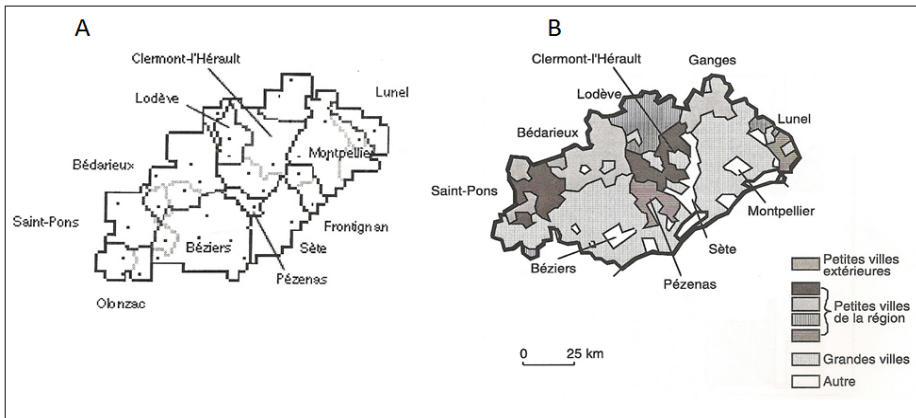 A
Clermont-l'Hérault
Lodève
Lunel
Montpellier
Bédarieux
Saint-Pons
Frontignan
Béziers
Sète
Pézenas
Olonzac
B
Clermont-l'Hérault
Ganges
Lodève
Lunel
Bédarieux
Saint-Pons
Montpellier
Sète
Béziers
Pézenas
Petites villes
extérieures
Petites villes
de la région
Grandes villes
Autre
0 25 km